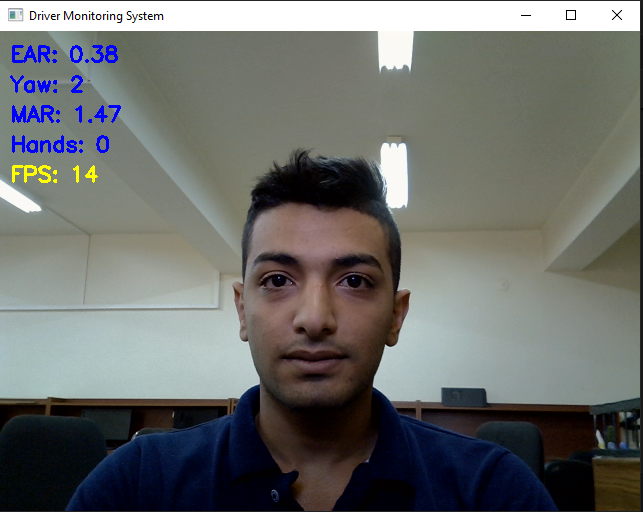 Driver Monitoring System
EAR: 0.38
Yaw: 2
MAR: 1.47
Hands: 0
FPS: 14